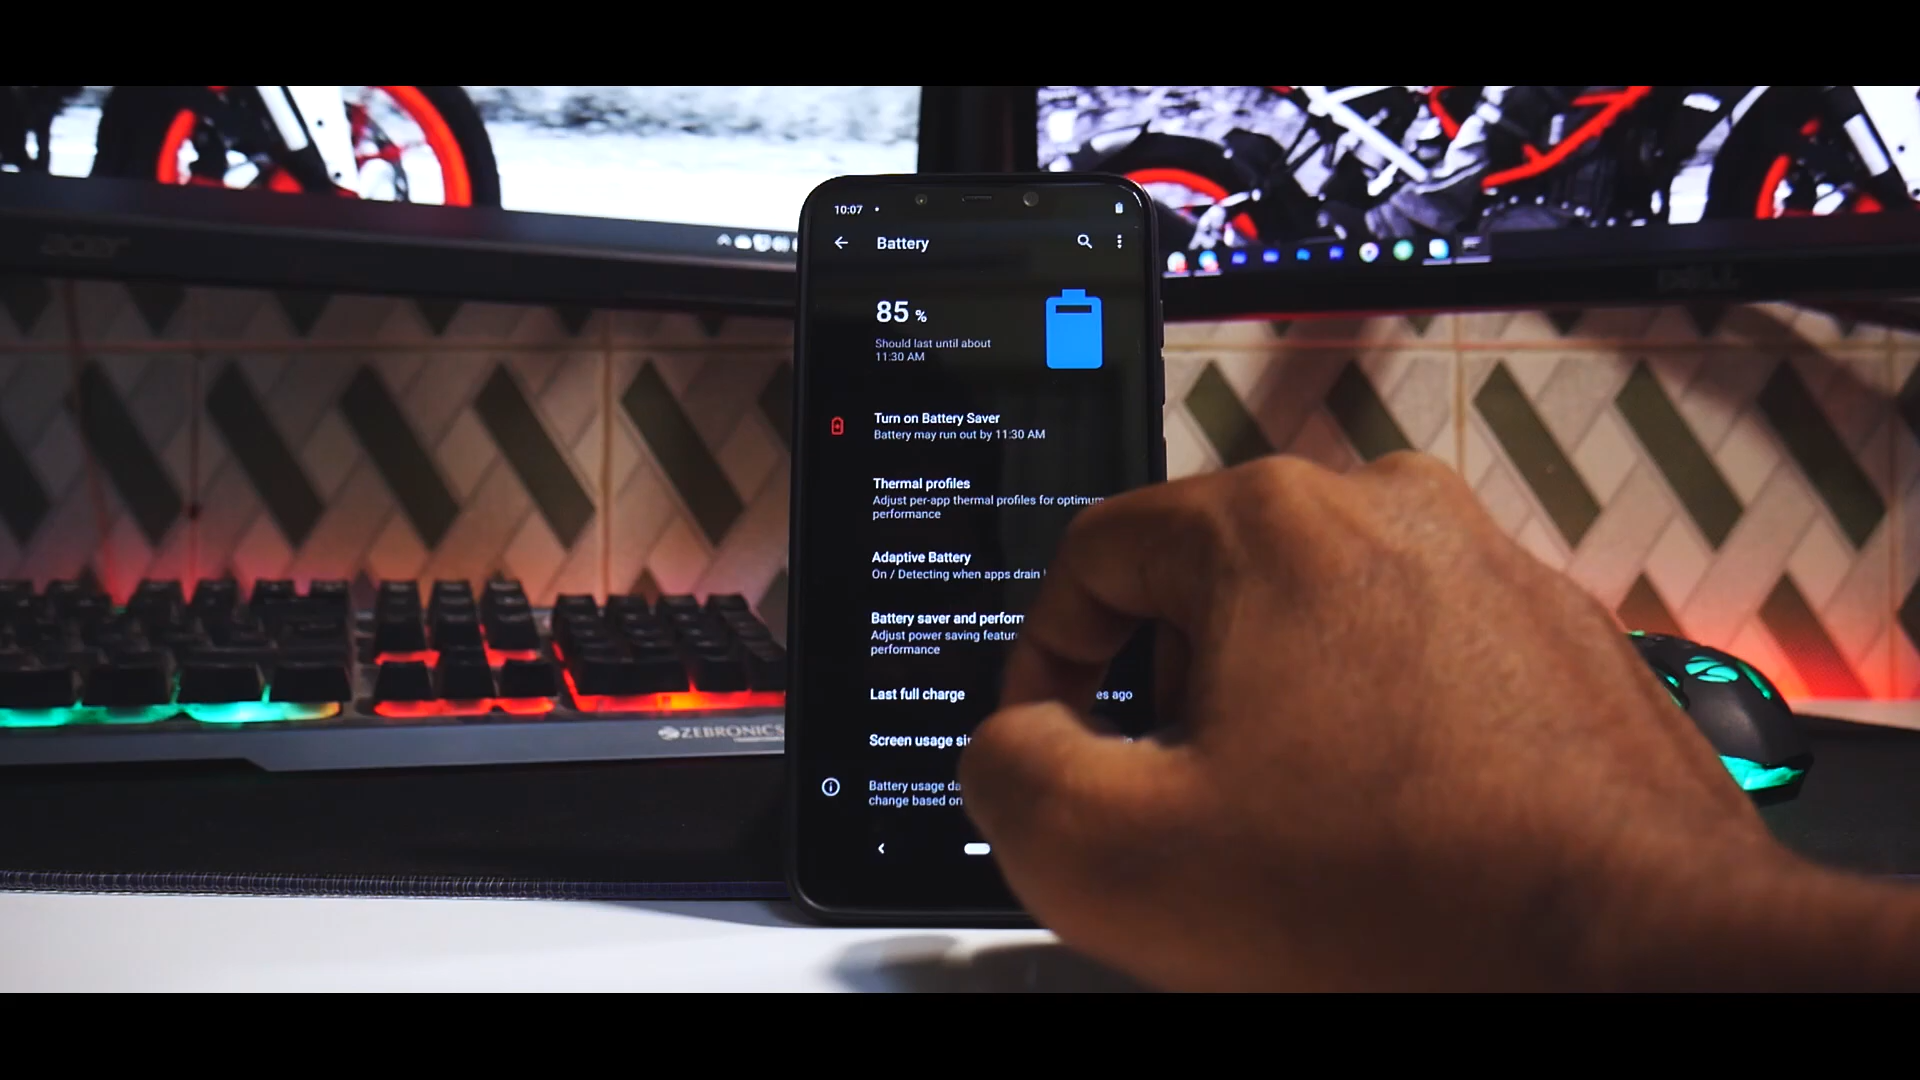 acer
DELL
10:07
Battery
85 %
Should last until about
11:30 AM
Turn on Battery Saver
Battery may run out by 11:30 AM
Thermal profiles
Adjust per-app thermal profiles for optimum
performance
Adaptive Battery
On / Detecting when apps drain
Battery saver and perform
Adjust power saving featur
performance
Last full charge es ago
Screen usage sin
Battery usage da
change based on
ZEBRONICS